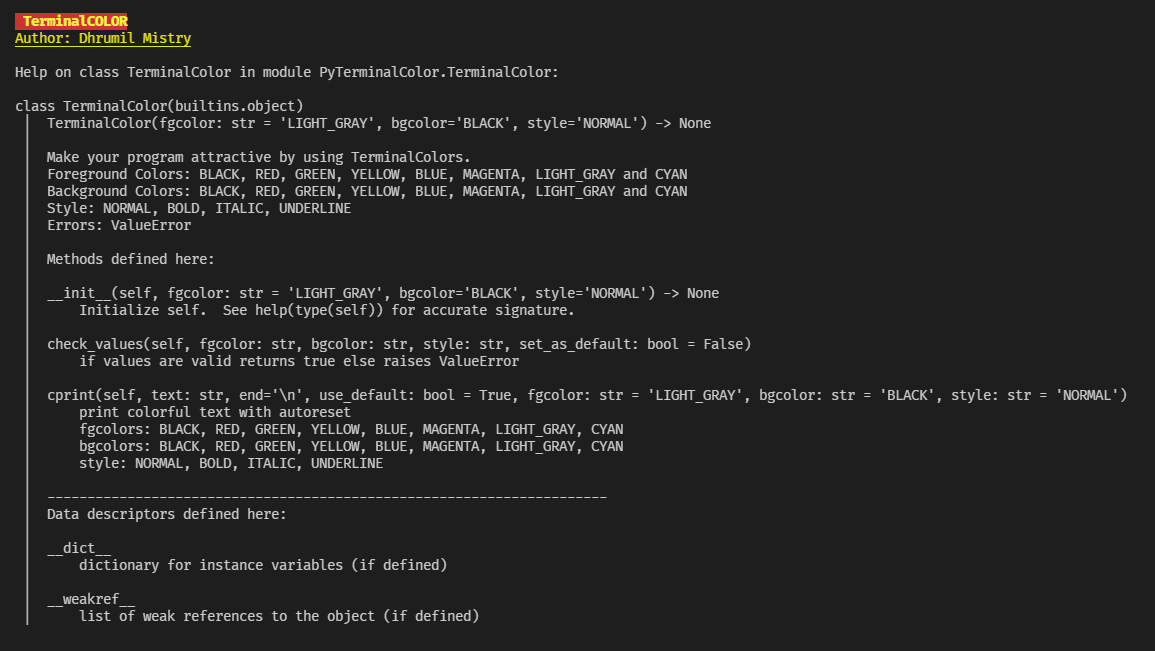 TerminalCOLOR
Author: Dhrumil Mistry
Help on class TerminalColor in module PyTerminalColor.TerminalColor:
class TerminalColor(builtins.object)
TerminalColor(fgcolor: str = 'LIGHT_GRAY', bgcolor='BLACK', style='NORMAL') -> None
Make your program attractive by using TerminalColors.
Foreground Colors: BLACK, RED, GREEN, YELLOW, BLUE, MAGENTA, LIGHT_GRAY and CYAN
Background Colors: BLACK, RED, GREEN, YELLOW, BLUE, MAGENTA, LIGHT_GRAY and CYAN
Style: NORMAL, BOLD, ITALIC, UNDERLINE
Errors: ValueError
Methods defined here:
__init__(self, fgcolor: str = 'LIGHT_GRAY', bgcolor='BLACK', style='NORMAL') -> None
Initialize self.  See help(type(self)) for accurate signature.
check_values(self, fgcolor: str, bgcolor: str, style: str, set_as_default: bool = False)
if values are valid returns true else raises ValueError
cprint(self, text: str, end='\n', use_default: bool = True, fgcolor: str = 'LIGHT_GRAY', bgcolor: str = 'BLACK', style: str = 'NORMAL')
print colorful text with autoreset
fgcolors: BLACK, RED, GREEN, YELLOW, BLUE, MAGENTA, LIGHT_GRAY, CYAN
bgcolors: BLACK, RED, GREEN, YELLOW, BLUE, MAGENTA, LIGHT_GRAY, CYAN
style: NORMAL, BOLD, ITALIC, UNDERLINE
----------------------------------------------------------------------
Data descriptors defined here:
__dict__
dictionary for instance variables (if defined)
__weakref__
list of weak references to the object (if defined)